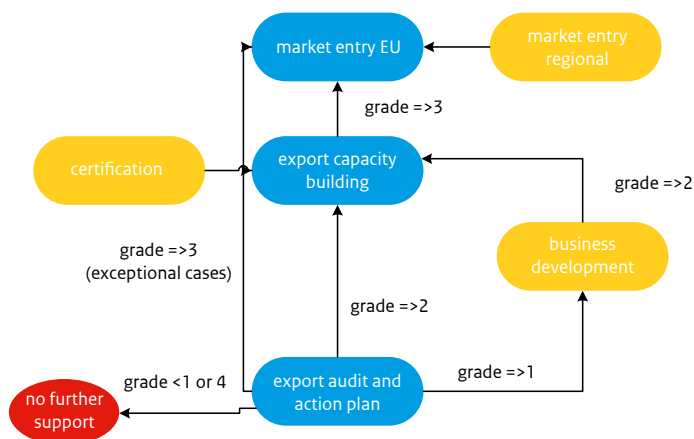 market entry EU
market entry
regional
grade =>3
certification
export capacity
building
grade =>2
grade =>3
(exceptional cases)
business
development
grade =>2
grade =>1
grade <1 or 4
export audit and
action plan
no further
support